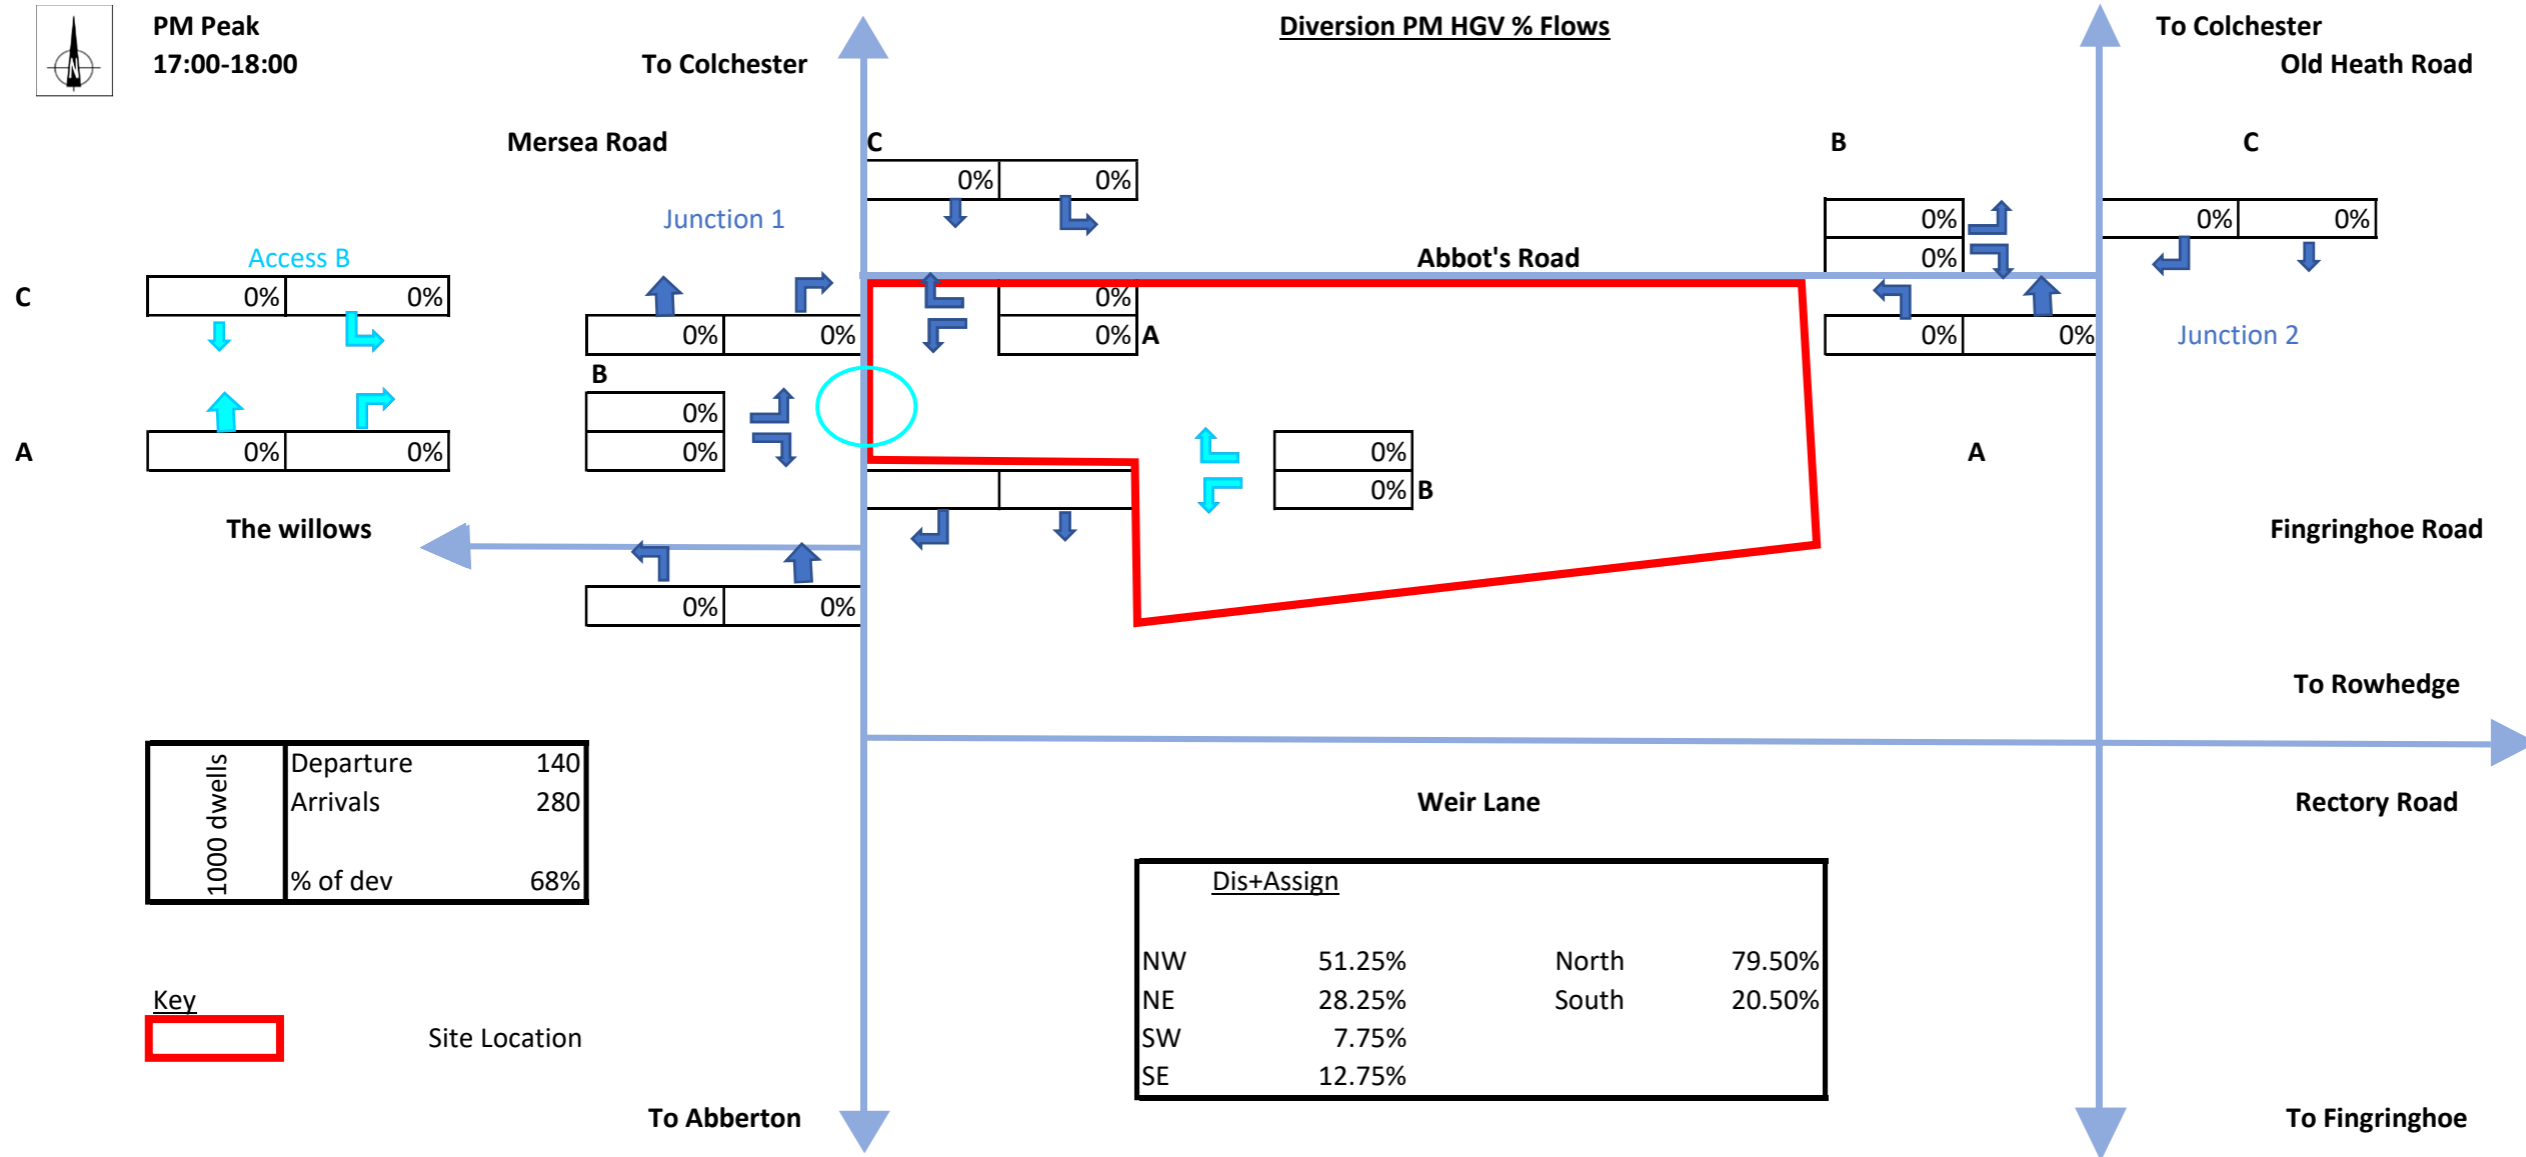 PM Peak
17:00-18:00
Diversion PM HGV % Flows
To Colchester
To Colchester
Old Heath Road
Mersea Road
C
B
C
0% 0%
Junction 1
0%
0%
0% 0%
Access B
Abbot's Road
C
0% 0%
0% 0%
0%
0% A
0% 0%
Junction 2
B
0%
0%
A
0% 0%
0%
0% B
A
The willows
Fingringhoe Road
0% 0%
To Rowhedge
1000 dwells
Departure 140
Arrivals 280
% of dev 68%
Weir Lane
Rectory Road
Dis+Assign
NW 51.25% North 79.50%
NE 28.25% South 20.50%
SW 7.75%
SE 12.75%
Key
Site Location
To Abberton
To Fingringhoe
N